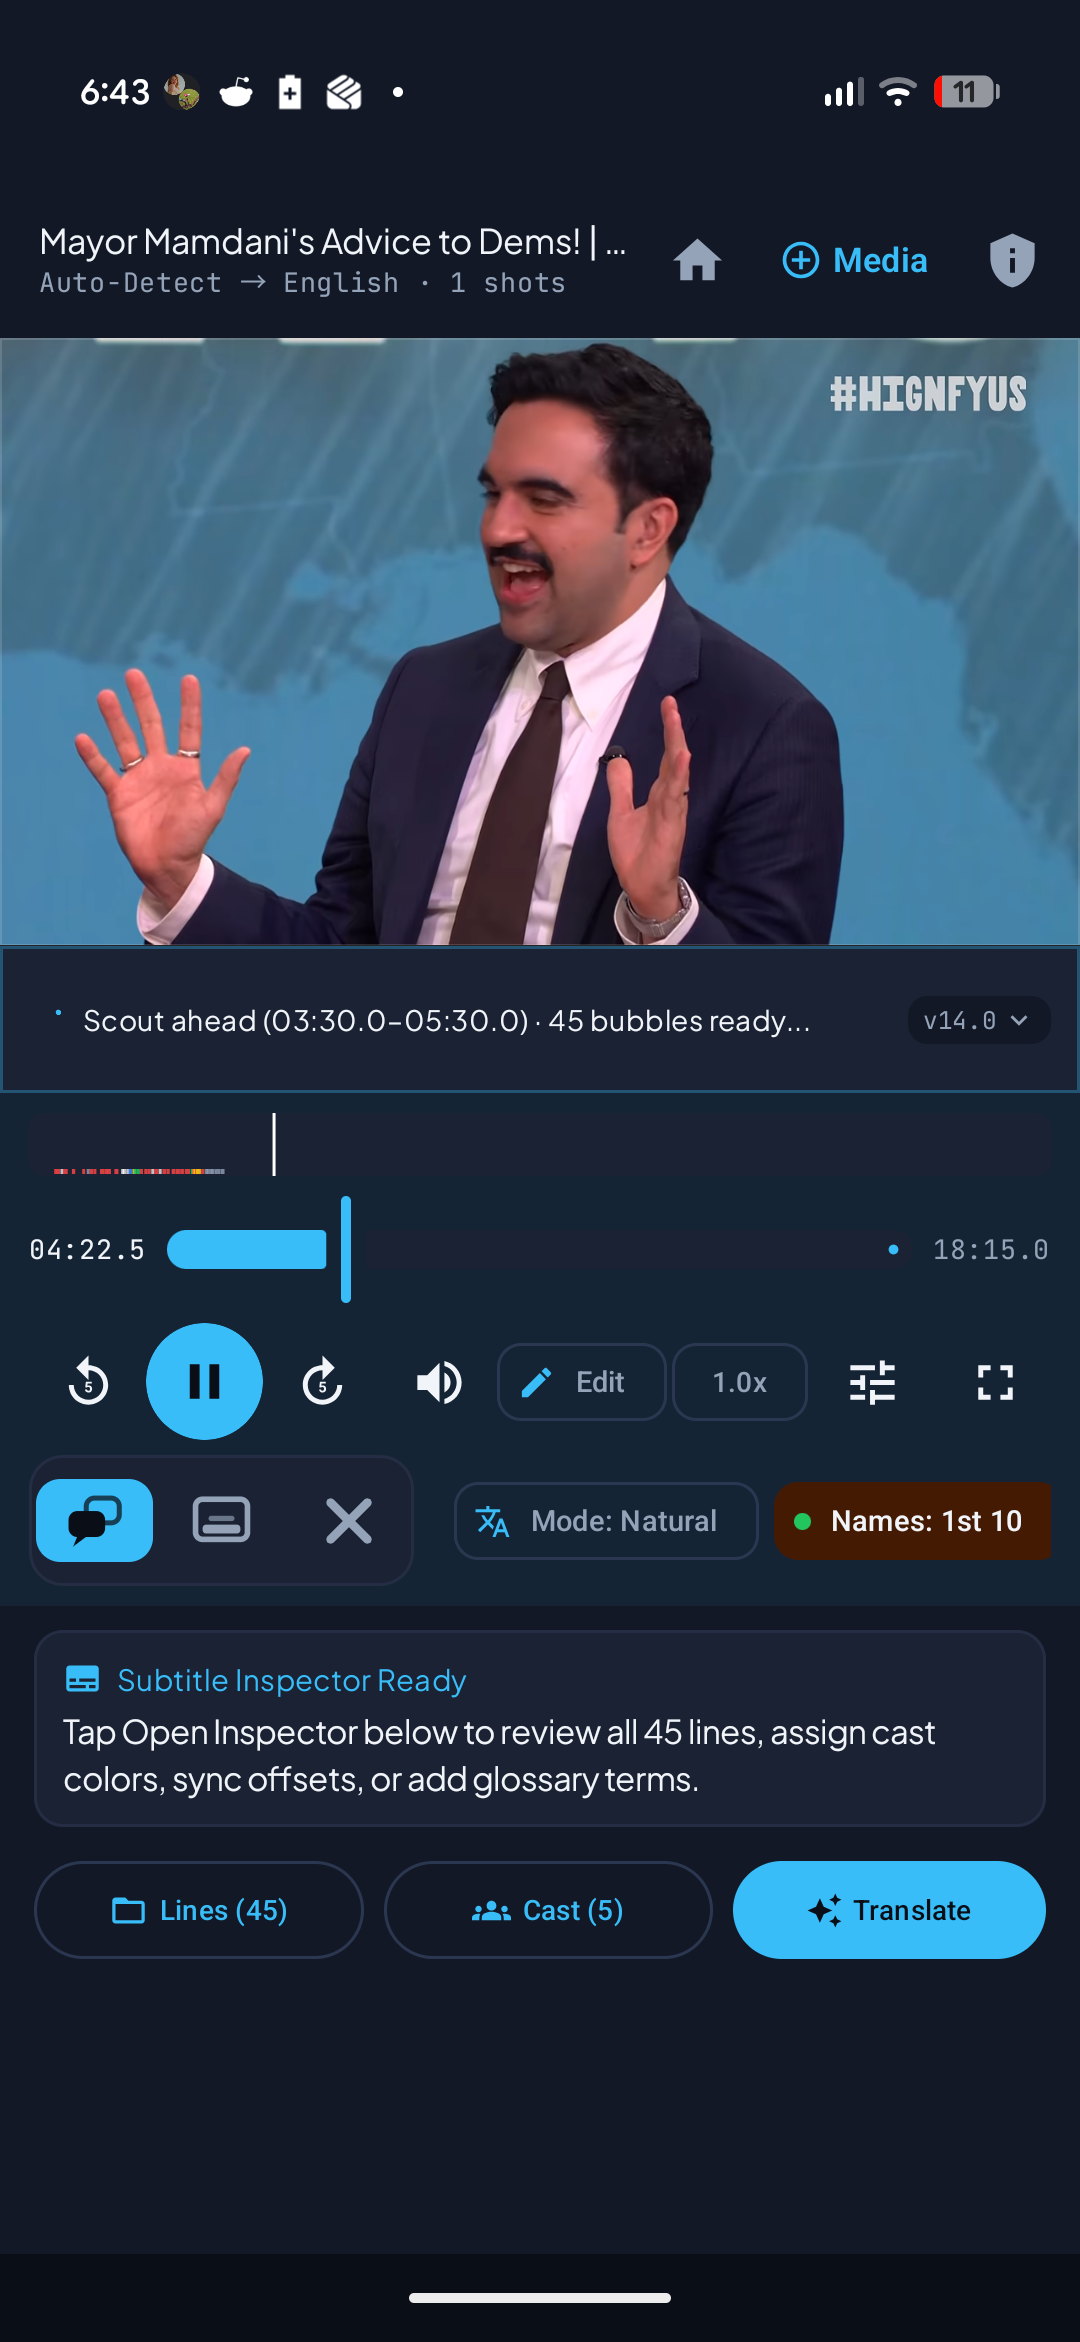 6:43
11
Mayor Mamdani's Advice to Dems! | ...
Auto-Detect → English · 1 shots
Media
#HIGNFYUS
Scout ahead (03:30.0–05:30.0) · 45 bubbles ready...
v14.0
04:22.5
18:15.0
5
5
Edit
1.0x
Mode: Natural
Names: 1st 10
Subtitle Inspector Ready
Tap Open Inspector below to review all 45 lines, assign cast
colors, sync offsets, or add glossary terms.
Lines (45)
Cast (5)
Translate